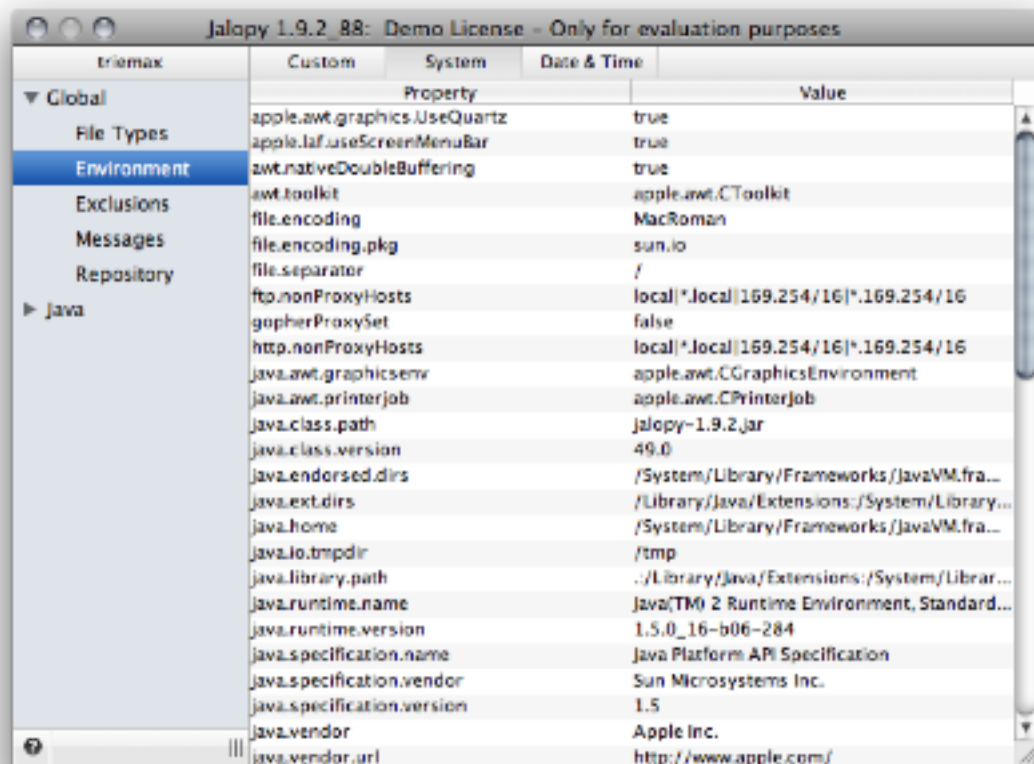 Jalopy 1.9.2_88: Demo License - Only for evaluation purposes
triemax
Custom System Date & Time
Global
File Types
Environment
Exclusions
Messages
Repository
Java
Property Value
apple.awt.graphics.UseQuartz true
apple.laf.useScreenMenuBar true
awt.nativeDoubleBuffering true
awt.toolkit apple.awt.CToolkit
file.encoding MacRoman
file.encoding.pkg sun.io
file.separator /
ftp.nonProxyHosts local|*.local|169.254/16|*.169.254/16
gopherProxySet false
http.nonProxyHosts local|*.local|169.254/16|*.169.254/16
java.awt.graphicsenv apple.awt.CGraphicsEnvironment
java.awt.printerjob apple.awt.CPrinterJob
java.class.path jalopy-1.9.2.jar
java.class.version 49.0
java.endorsed.dirs /System/Library/Frameworks/JavaVM.fra...
java.ext.dirs /Library/Java/Extensions:/System/Library...
java.home /System/Library/Frameworks/JavaVM.fra...
java.io.tmpdir /tmp
java.library.path .:/Library/Java/Extensions:/System/Librar...
java.runtime.name Java(TM) 2 Runtime Environment, Standard...
java.runtime.version 1.5.0_16-b06-284
java.specification.name Java Platform API Specification
java.specification.vendor Sun Microsystems Inc.
java.specification.version 1.5
java.vendor Apple Inc.
java.vendor.url http://www.apple.com/